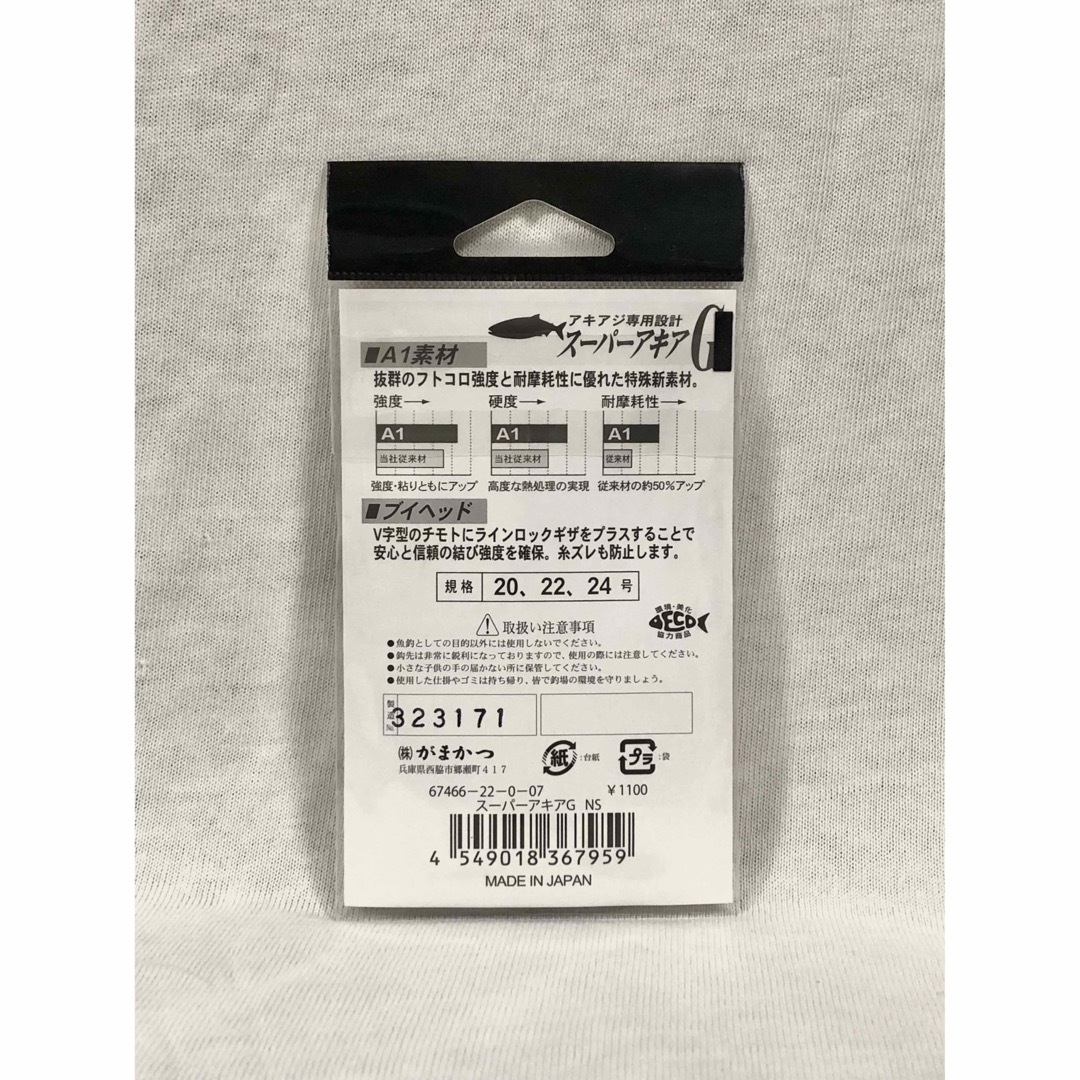 アキアジ専用設計
スーパーアキアG
■A1素材
抜群のフトコロ強度と耐摩耗性に優れた特殊新素材。
強度→ 硬度→ 耐摩耗性→
A1 A1 A1
当社従来材 当社従来材 従来材
強度・粘りともにアップ 高度な熱処理の実現 従来材の約50%アップ
■ブイヘッド
V字型のチモトにラインロックギザをプラスすることで
安心と信頼の結び強度を確保。糸ズレも防止します。
規格 20、22、24号
⚠取扱い注意事項
環境・美化
ECO
協力商品
●魚釣としての目的以外には使用しないでください。
●鈎先は非常に鋭利になっておりますので、使用の際には注意してください。
●小さな子供の手の届かない所に保管してください。
●使用した仕掛やゴミは持ち帰り、皆で釣場の環境を守りましょう。
製造№ 323171
㈱がまかつ
兵庫県西脇市郷瀬町417
紙:台紙 プラ:袋
67466-22-0-07 ¥1100
スーパーアキアG NS
4 549018 367959
MADE IN JAPAN